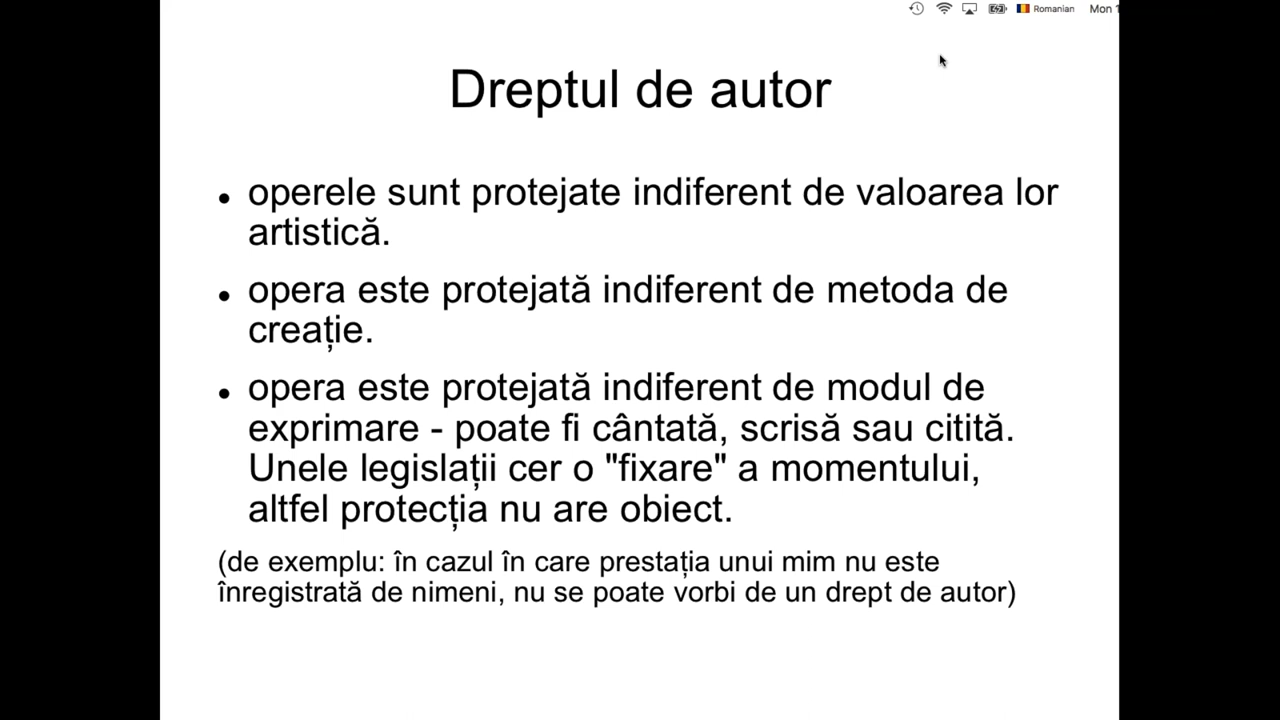 Romanian Mon 1
Dreptul de autor
• operele sunt protejate indiferent de valoarea lor
artistică.
• opera este protejată indiferent de metoda de
creație.
• opera este protejată indiferent de modul de
exprimare - poate fi cântată, scrisă sau citită.
Unele legislații cer o "fixare" a momentului,
altfel protecția nu are obiect.
(de exemplu: în cazul în care prestația unui mim nu este
înregistrată de nimeni, nu se poate vorbi de un drept de autor)